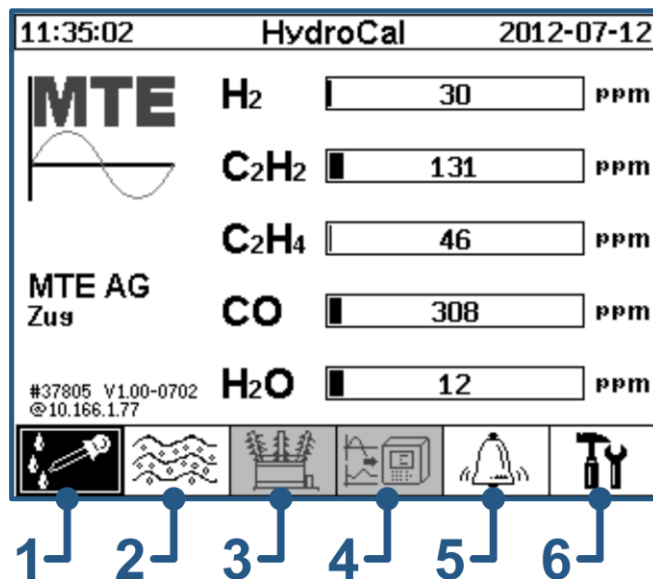 11:35:02 HydroCal 2012-07-12
MTE
H₂ 30 ppm
C₂H₂ 131 ppm
C₂H₄ 46 ppm
MTE AG
Zug
CO 308 ppm
#37805 V1.00-0702
@10.166.1.77
H₂O 12 ppm
1 2 3 4 5 6